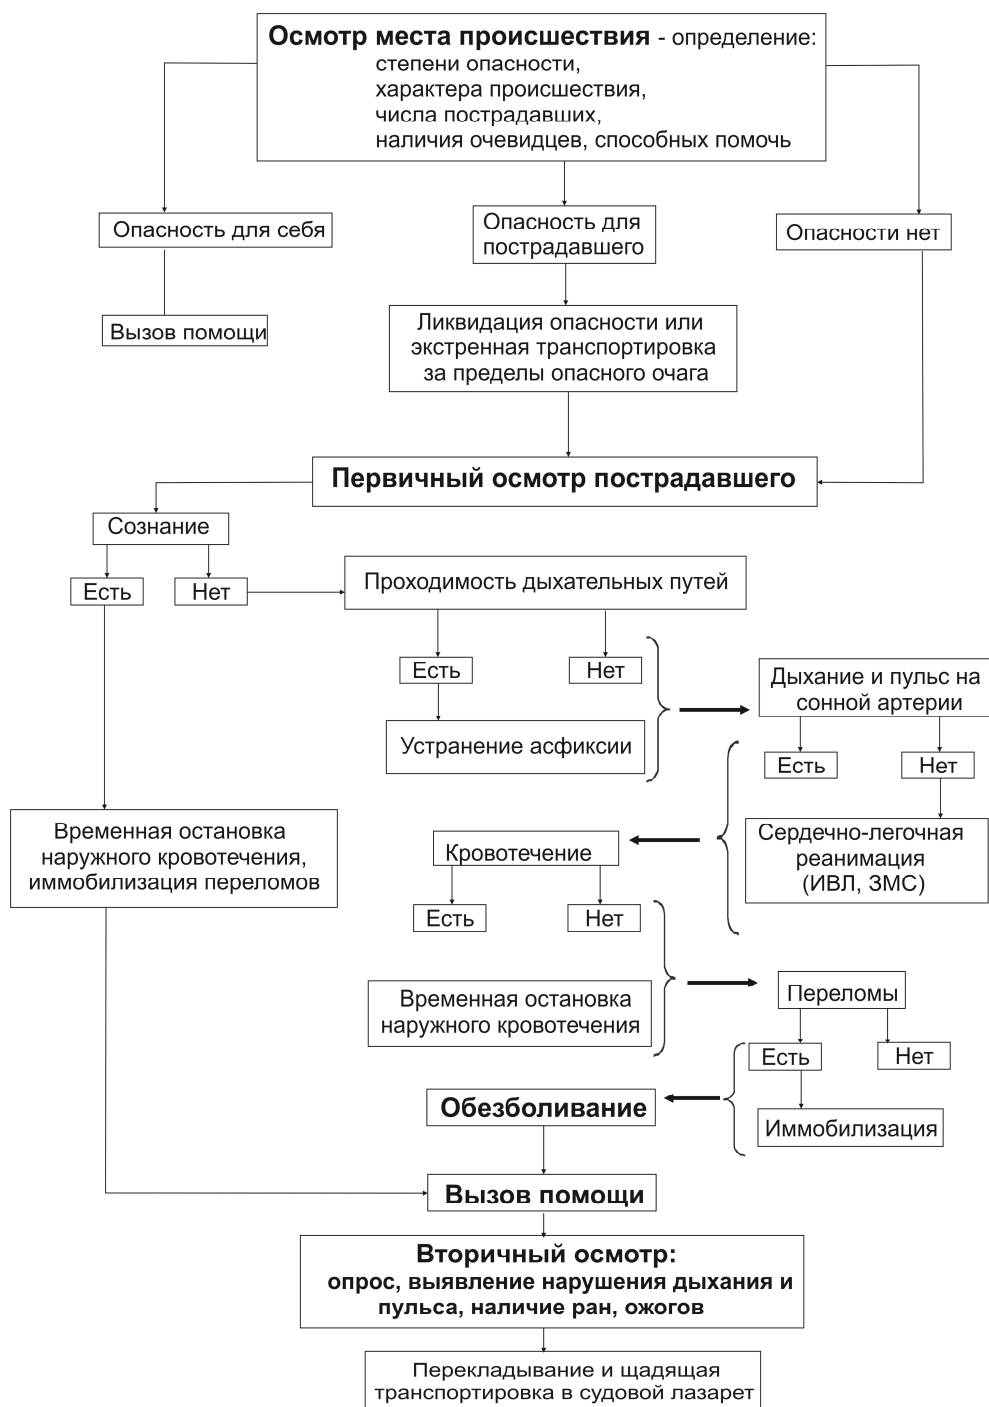 Осмотр места происшествия - определение:
степени опасности,
характера происшествия,
числа пострадавших,
наличия очевидцев, способных помочь
Опасность для себя
Опасность для
пострадавшего
Опасности нет
Вызов помощи
Ликвидация опасности или
экстренная транспортировка
за пределы опасного очага
Первичный осмотр пострадавшего
Сознание
Есть
Нет
Проходимость дыхательных путей
Есть
Нет
Устранение асфиксии
Дыхание и пульс на
сонной артерии
Есть
Нет
Сердечно-легочная
реанимация
(ИВЛ, ЗМС)
Временная остановка
наружного кровотечения,
иммобилизация переломов
Кровотечение
Есть
Нет
Временная остановка
наружного кровотечения
Переломы
Есть
Нет
Иммобилизация
Обезболивание
Вызов помощи
Вторичный осмотр:
опрос, выявление нарушения дыхания и
пульса, наличие ран, ожогов
Перекладывание и щадящая
транспортировка в судовой лазарет